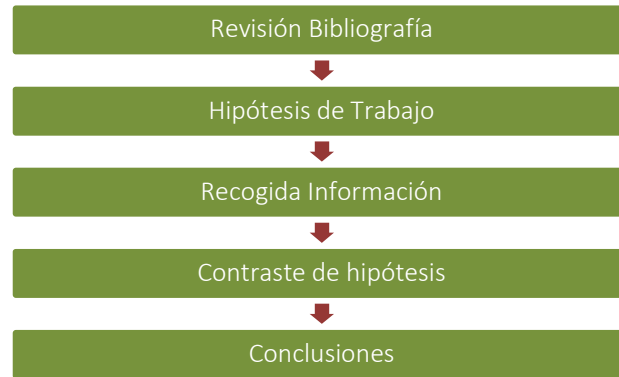 Revisión Bibliografía
Hipótesis de Trabajo
Recogida Información
Contraste de hipótesis
Conclusiones